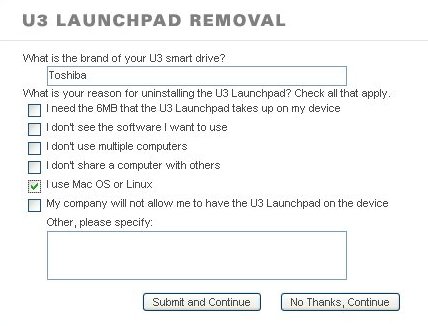 U3 LAUNCHPAD REMOVAL
What is the brand of your U3 smart drive?
Toshiba
What is your reason for uninstalling the U3 Launchpad? Check all that apply.
I need the 6MB that the U3 Launchpad takes up on my device
I don't see the software I want to use
I don't use multiple computers
I don't share a computer with others
I use Mac OS or Linux
My company will not allow me to have the U3 Launchpad on the device
Other, please specify:
Submit and Continue
No Thanks, Continue